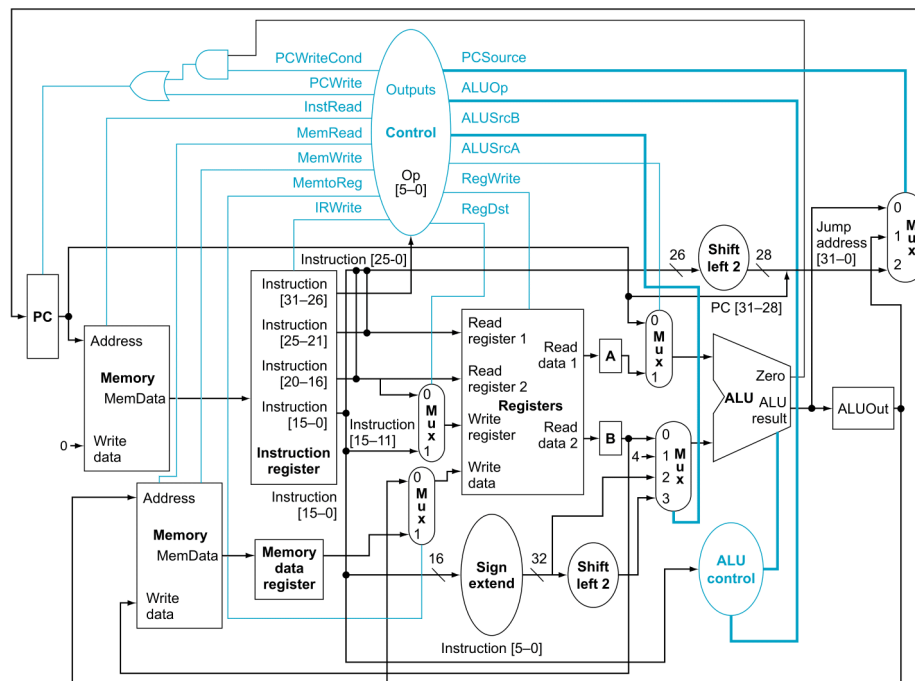 PCWriteCond
PCWrite
InstRead
MemRead
MemWrite
MemtoReg
IRWrite
Outputs
Control
Op
[5–0]
PCSource
ALUOp
ALUSrcB
ALUSrcA
RegWrite
RegDst
Instruction [25-0]
26
Shift
left 2
28
Jump
address
[31–0]
0
1
2
Mux
PC [31–28]
PC
Address
Memory
MemData
0
Write
data
Instruction
[31–26]
Instruction
[25–21]
Instruction
[20–16]
Instruction
[15–0]
Instruction
register
Instruction
[15–11]
0
Mux
1
Read
register 1
Read
register 2
Registers
Write
register
Write
data
Read
data 1
Read
data 2
A
B
0
Mux
1
4
0
1
2
3
Mux
Zero
ALU
ALU
result
ALUOut
Address
Memory
MemData
Write
data
Instruction
[15–0]
Memory
data
register
0
Mux
1
16
Sign
extend
32
Shift
left 2
ALU
control
Instruction [5–0]